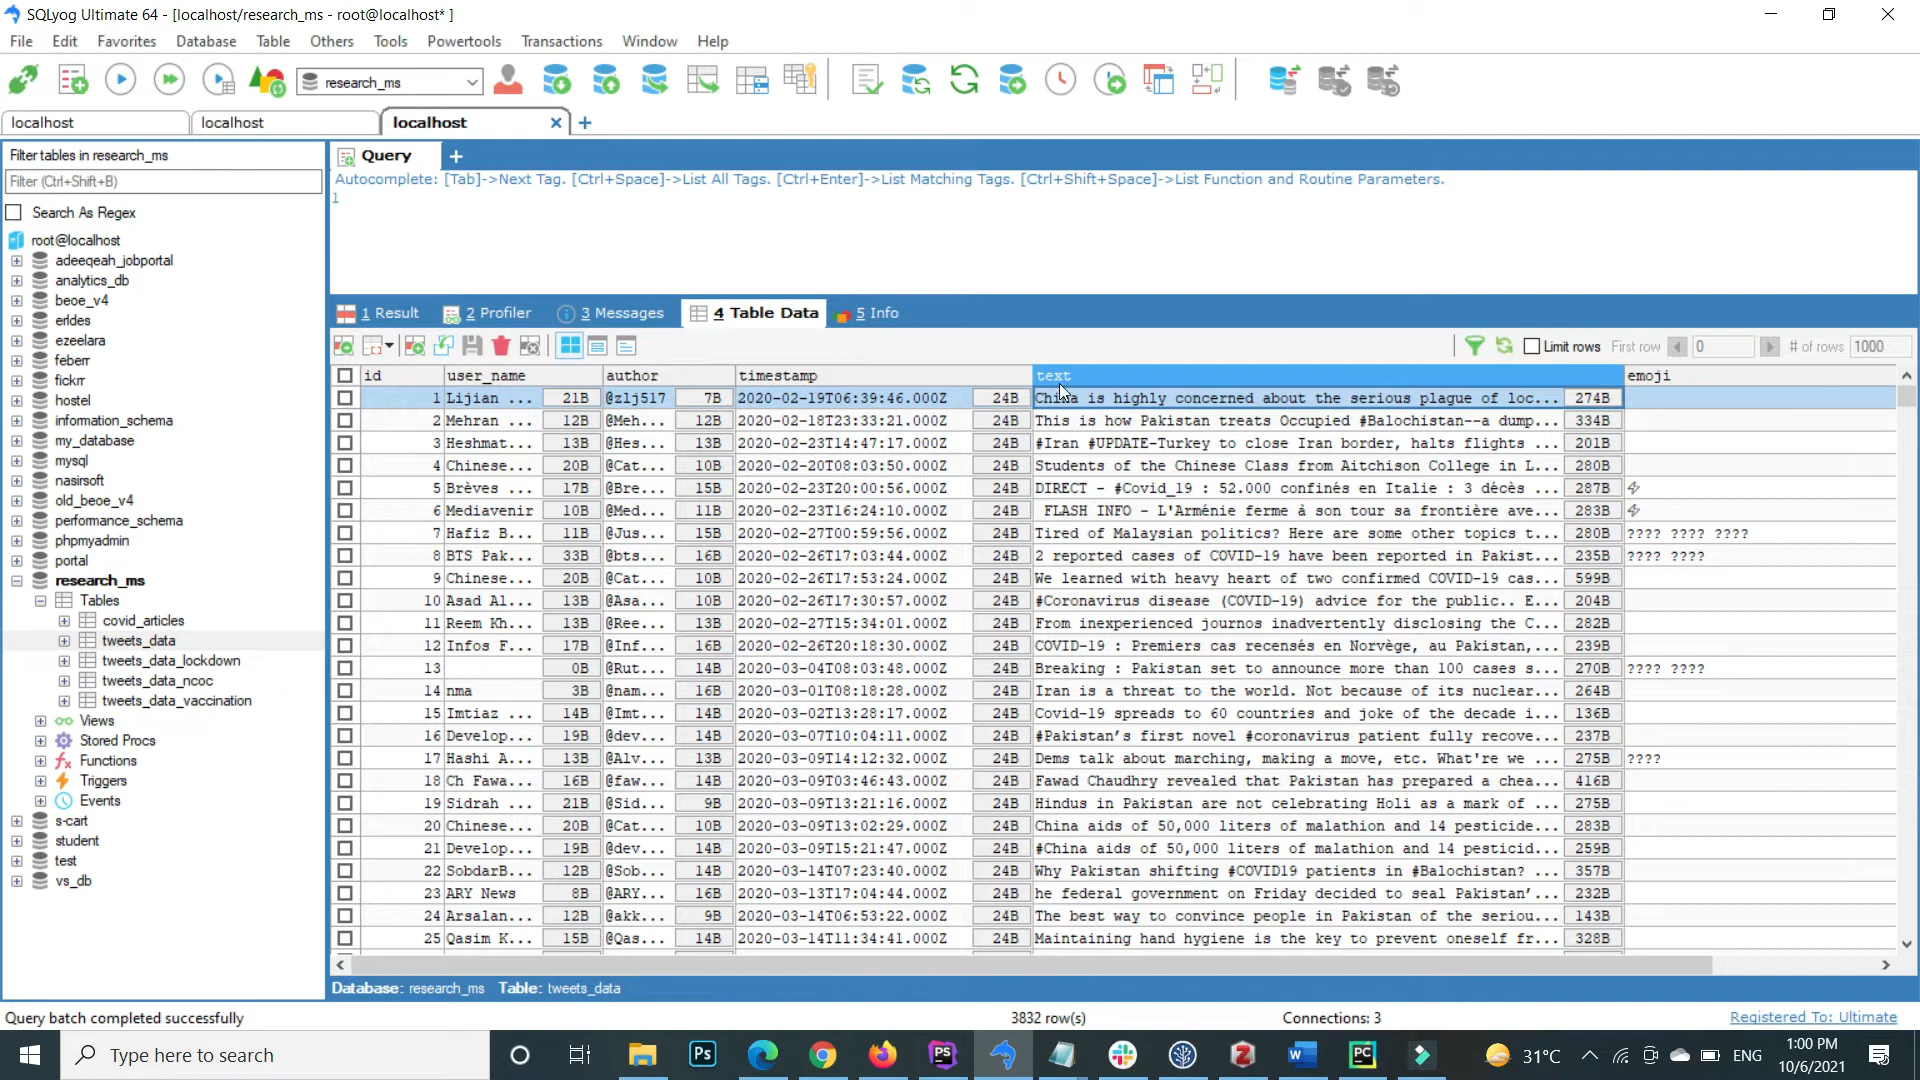 SQLyog Ultimate 64 - [localhost/research_ms - root@localhost* ]
File Edit Favorites Database Table Others Tools Powertools Transactions Window Help
research_ms
localhost localhost localhost
Filter tables in research_ms
Filter (Ctrl+Shift+B)
Search As Regex
root@localhost
adeeqeah_jobportal
analytics_db
beoe_v4
erldes
ezeelara
feberr
fickrr
hostel
information_schema
my_database
mysql
nasirsoft
old_beoe_v4
perfomance_schema
phpmyadmin
portal
research_ms
Tables
covid_articles
tweets_data
tweets_data_lockdown
tweets_data_ncoc
tweets_data_vaccination
Views
Stored Procs
Functions
Triggers
Events
s-cart
student
test
vs_db
Query
Autocomplete: [Tab]->Next Tag. [Ctrl+Space]->List All Tags. [Ctrl+Enter]->List Matching Tags. [Ctrl+Shift+Space]->List Function and Routine Parameters.
1
1 Result 2 Profiler 3 Messages 4 Table Data 5 Info
Limit rows First row 0 # of rows 1000
id user_name author timestamp text emoji
1 Lijian ... 21B @zlj517 7B 2020-02-19T06:39:46.000Z 24B China is highly concerned about the serious plague of loc... 274B
2 Mehran ... 12B @Meh... 12B 2020-02-18T23:33:21.000Z 24B This is how Pakistan treats Occupied #Balochistan--a dump... 334B
3 Heshmat... 13B @Hes... 13B 2020-02-23T14:47:17.000Z 24B #Iran #UPDATE-Turkey to close Iran border, halts flights ... 201B
4 Chinese... 20B @Cat... 10B 2020-02-20T08:03:50.000Z 24B Students of the Chinese Class from Aitchison College in L... 280B
5 Brèves ... 17B @Bre... 15B 2020-02-23T20:00:56.000Z 24B DIRECT - #Covid_19 : 52.000 confinés en Italie : 3 décès ... 287B ⚡
6 Mediavenir 10B @Med... 11B 2020-02-23T16:24:10.000Z 24B FLASH INFO - L'Arménie ferme à son tour sa frontière ave... 283B ⚡
7 Hafiz B... 11B @Jus... 15B 2020-02-27T00:59:56.000Z 24B Tired of Malaysian politics? Here are some other topics t... 280B ???? ???? ????
8 BTS Pak... 33B @bts... 16B 2020-02-26T17:03:44.000Z 24B 2 reported cases of COVID-19 have been reported in Pakist... 235B ???? ????
9 Chinese... 20B @Cat... 10B 2020-02-26T17:53:24.000Z 24B We learned with heavy heart of two confirmed COVID-19 cas... 599B
10 Asad Al... 13B @Asa... 10B 2020-02-26T17:30:57.000Z 24B #Coronavirus disease (COVID-19) advice for the public.. E... 204B
11 Reem Kh... 13B @Ree... 13B 2020-02-27T15:34:01.000Z 24B From inexperienced journos inadvertently disclosing the C... 282B
12 Infos F... 17B @Inf... 16B 2020-02-26T20:18:30.000Z 24B COVID-19 : Premiers cas recensés en Norvège, au Pakistan,... 239B
13 0B @Rut... 14B 2020-03-04T08:03:48.000Z 24B Breaking : Pakistan set to announce more than 100 cases s... 270B ???? ????
14 nma 3B @nam... 16B 2020-03-01T08:18:28.000Z 24B Iran is a threat to the world. Not because of its nuclear... 264B
15 Imtiaz ... 14B @Imt... 14B 2020-03-02T13:28:17.000Z 24B Covid-19 spreads to 60 countries and joke of the decade i... 136B
16 Develop... 19B @dev... 14B 2020-03-07T10:04:11.000Z 24B #Pakistan’s first novel #coronavirus patient fully recove... 237B
17 Hashi A... 13B @Alv... 13B 2020-03-09T14:12:32.000Z 24B Dems talk about marching, making a move, etc. What're we ... 275B ????
18 Ch Fawa... 16B @faw... 14B 2020-03-09T03:46:43.000Z 24B Fawad Chaudhry revealed that Pakistan has prepared a chea... 416B
19 Sidrah ... 21B @Sid... 9B 2020-03-09T13:21:16.000Z 24B Hindus in Pakistan are not celebrating Holi as a mark of ... 275B
20 Chinese... 20B @Cat... 10B 2020-03-09T13:02:29.000Z 24B China aids of 50,000 liters of malathion and 14 pesticide... 283B
21 Develop... 19B @dev... 14B 2020-03-09T15:21:47.000Z 24B #China aids of 50,000 liters of malathion and 14 pesticid... 259B
22 SobdarB... 12B @Sob... 14B 2020-03-14T07:23:40.000Z 24B Why Pakistan shifting #COVID19 patients in #Balochistan? ... 357B
23 ARY News 8B @ARY... 16B 2020-03-13T17:04:44.000Z 24B he federal government on Friday decided to seal Pakistan’... 232B
24 Arsalan... 12B @akk... 9B 2020-03-14T06:53:22.000Z 24B The best way to convince people in Pakistan of the seriou... 143B
25 Qasim K... 15B @Qas... 14B 2020-03-14T11:34:41.000Z 24B Maintaining hand hygiene is the key to prevent oneself fr... 328B
Database: research_ms Table: tweets_data
Query batch completed successfully 3832 row(s) Connections: 3 Registered To: Ultimate
Type here to search
Ps
PS
Z
W
PC
31°C
ENG
1:00 PM
10/6/2021